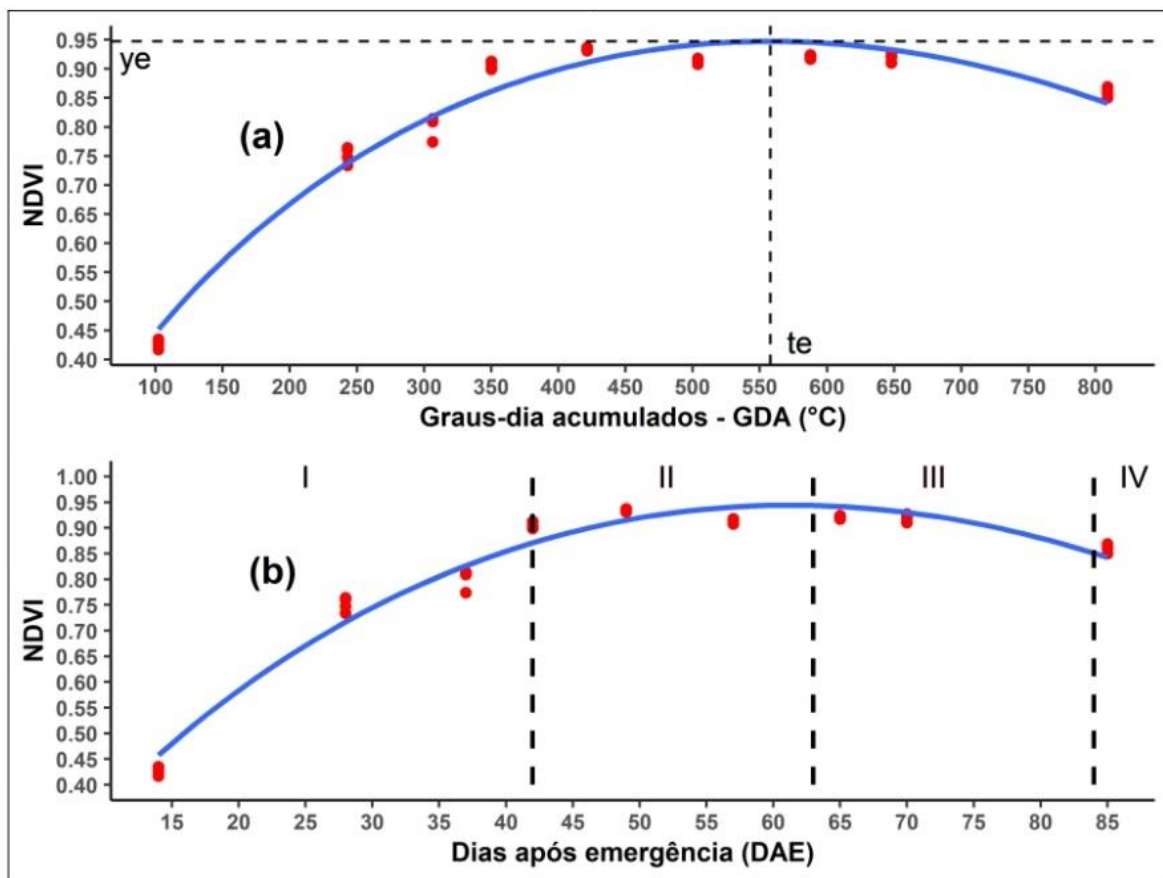 0.95
ye
0.90
0.85
0.80
(a)
0.75
0.70
NDVI
0.65
0.60
0.55
0.50
0.45
te
0.40
100 150 200 250 300 350 400 450 500 550 600 650 700 750 800
Graus-dia acumulados - GDA (°C)
1.00 I II III IV
0.95
0.90
0.85
(b)
0.80
0.75
NDVI
0.70
0.65
0.60
0.55
0.50
0.45
0.40
15 20 25 30 35 40 45 50 55 60 65 70 75 80 85
Dias após emergência (DAE)